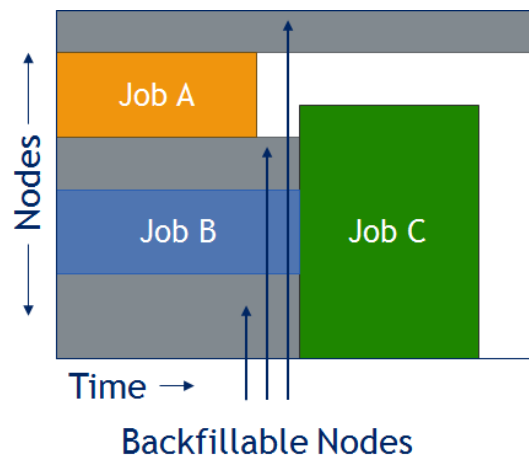 Job A
Nodes
Job B
Job C
Time
Backfillable Nodes